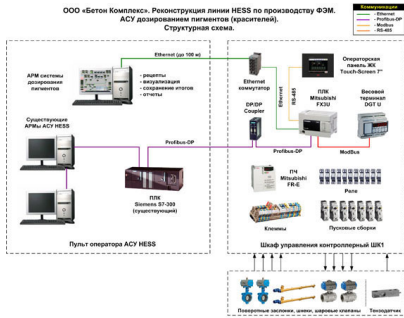 ООО «Бетон Комплекс». Реконструкция линии HESS по производству ФЭМ.
АСУ дозированием пигментов (красителей).
Структурная схема.
Коммуникации
- Ethernet
- Profibus-DP
- Modbus
- RS-485
Ethernet (до 100 м)
АРМ системы
дозирования
пигментов
- рецепты
- визуализация
- сохранение итогов
- отчеты
Ethernet
коммутатор
Операторская
панель ЖК
Touch-Screen 7"
Ethernet
RS-485
ПЛК
Mitsubishi
FX3U
Весовой
терминал
DGT U
DP/DP
Coupler
Существующие
АРМы АСУ HESS
Profibus-DP
Profibus-DP
ModBus
ПЛК
Siemens S7-300
(существующий)
ПЧ
Mitsubishi
FR-E
Реле
Клеммы
Пусковые сборки
Пульт оператора АСУ HESS
Шкаф управления контроллерный ШК1
Поворотные заслонки, шнеки, шаровые клапаны
Тензодатчик